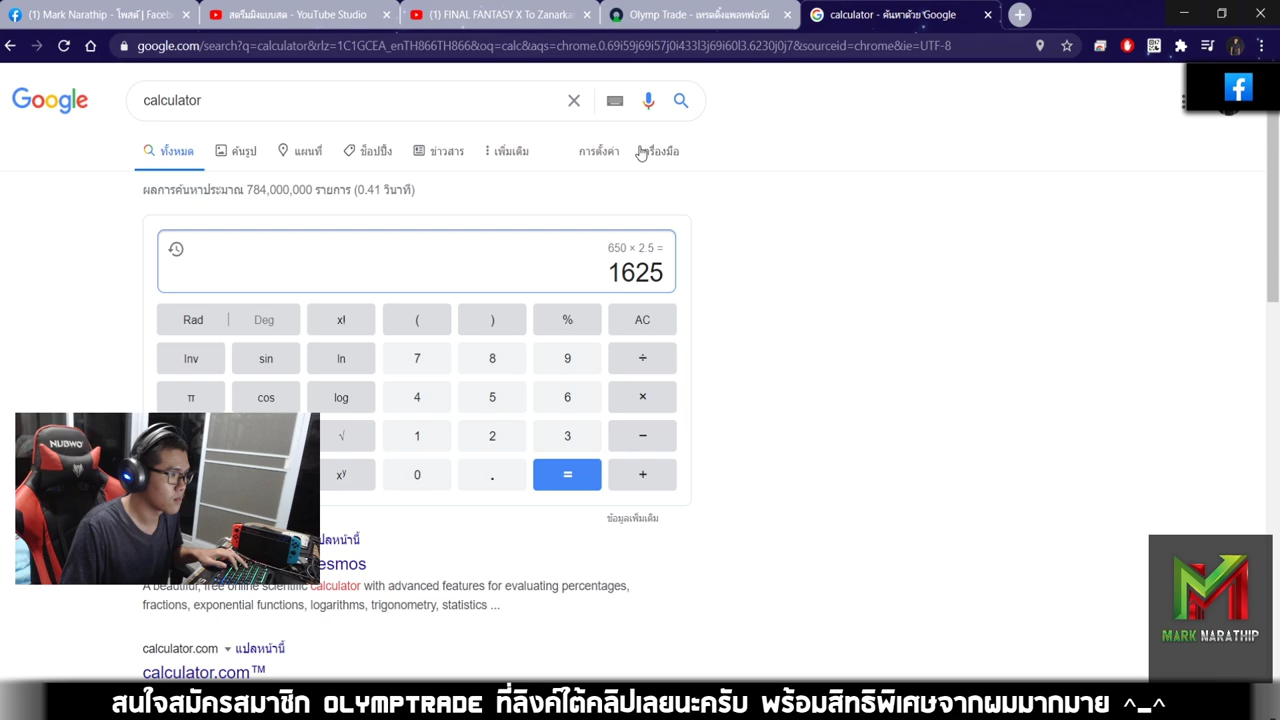 (1) Mark Narathip - โพสต์ | Faceb
สตรีมมิงแบบสด - YouTube Studio
(1) FINAL FANTASY X To Zanarka
Olymp Trade - เทรดดิ้งแพลทฟอร์ม
calculator - ค้นหาด้วย Google
google.com/search?q=calculator&rlz=1C1GCEA_enTH866TH866&oq=calc&aqs=chrome.0.69i59j69i57j0i433l3j69i60l3.6230j0j7&sourceid=chrome&ie=UTF-8
Google
calculator
ทั้งหมด
ค้นรูป
แผนที่
ช็อปปิ้ง
ข่าวสาร
เพิ่มเติม
การตั้งค่า
เครื่องมือ
ผลการค้นหาประมาณ 784,000,000 รายการ (0.41 วินาที)
650 × 2.5 =
1625
Rad | Deg x! ( ) % AC
Inv sin ln 7 8 9 ÷
π cos log 4 5 6 ×
√ 1 2 3 −
xʸ 0 . = +
ข้อมูลเพิ่มเติม
NUBWO
แปลหน้านี้
esmos
A beautiful, free online scientific calculator with advanced features for evaluating percentages,
fractions, exponential functions, logarithms, trigonometry, statistics ...
calculator.com แปลหน้านี้
calculator.com™
MARK NARATHIP
สนใจสมัครสมาชิก OLYMPTRADE ที่ลิงค์ใต้คลิปเลยนะครับ พร้อมสิทธิพิเศษจากผมมากมาย ^_^